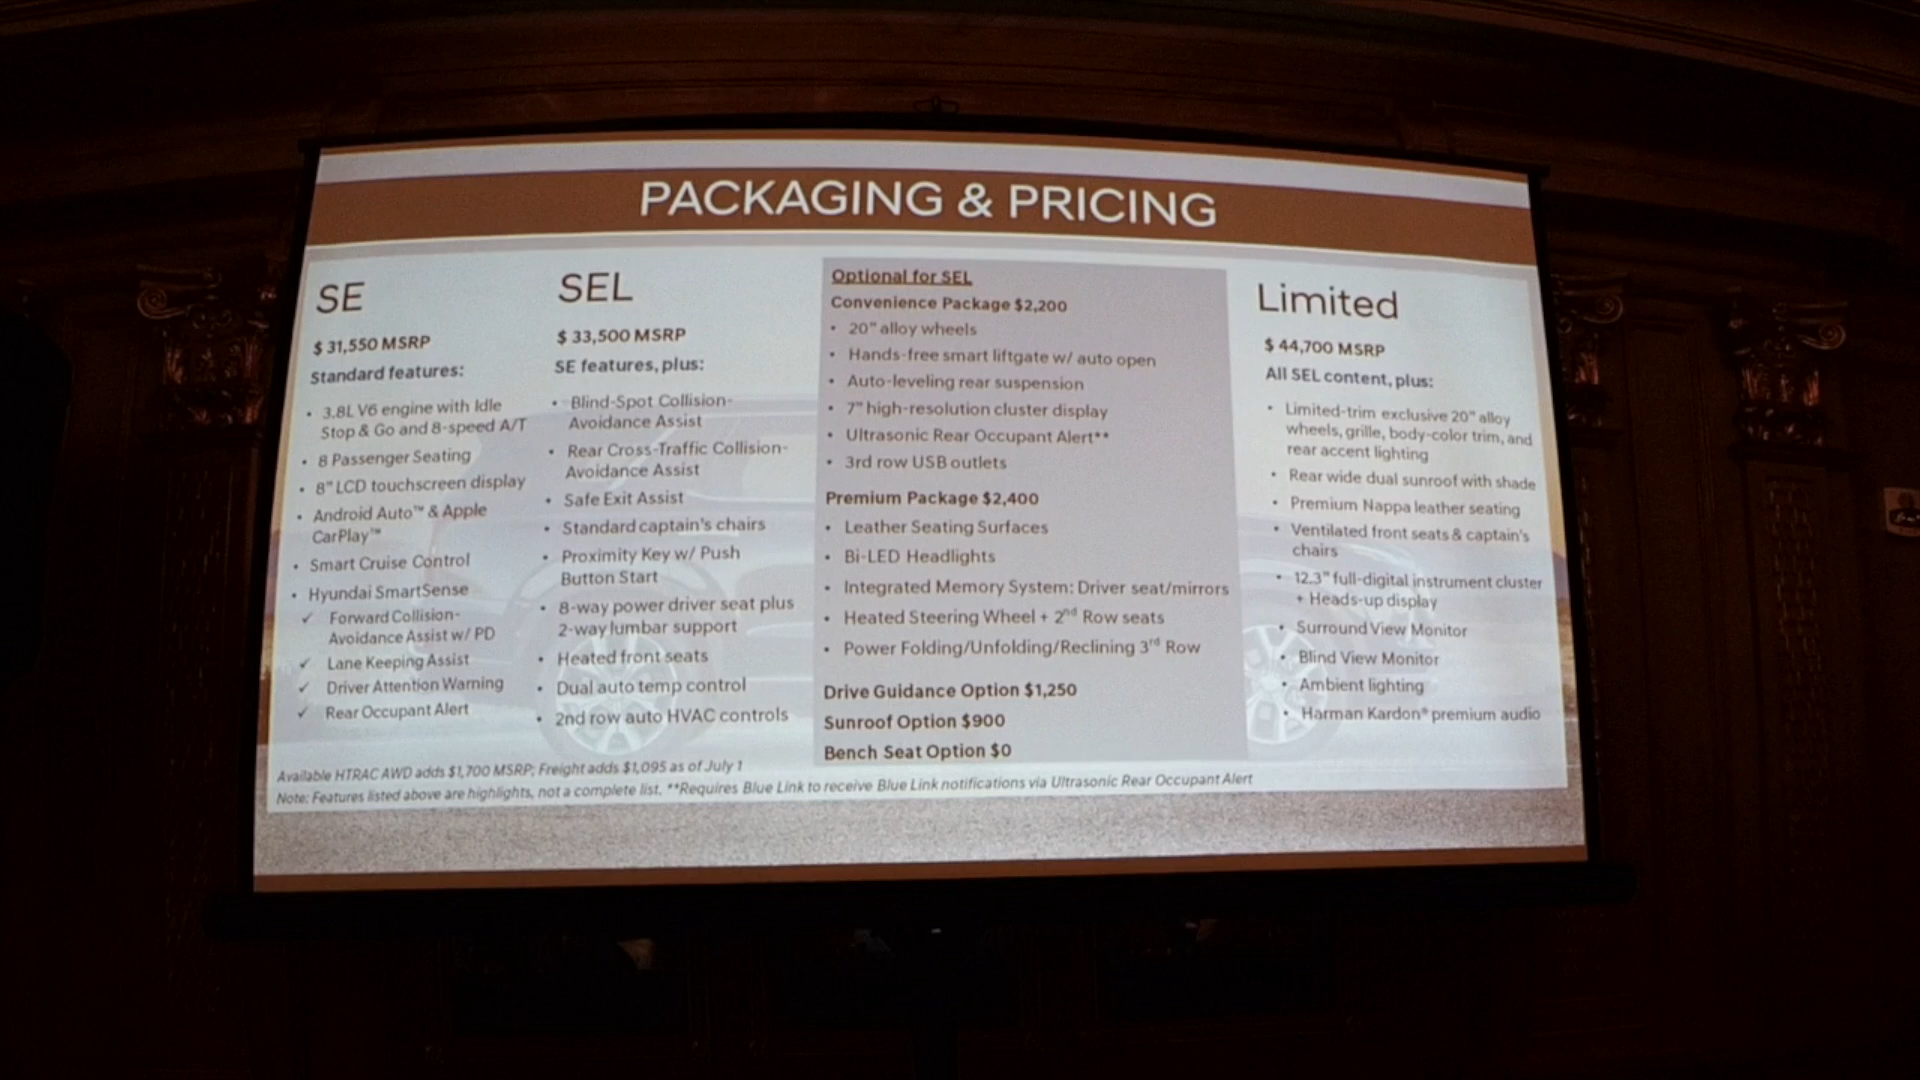 PACKAGING & PRICING
SE
$ 31,550 MSRP
Standard features:
• 3.8L V6 engine with Idle
Stop & Go and 8-speed A/T
• 8 Passenger Seating
• 8" LCD touchscreen display
• Android Auto™ & Apple
CarPlay™
• Smart Cruise Control
• Hyundai SmartSense
✓ Forward Collision-
Avoidance Assist w/ PD
✓ Lane Keeping Assist
✓ Driver Attention Warning
✓ Rear Occupant Alert
SEL
$ 33,500 MSRP
SE features, plus:
• Blind-Spot Collision-
Avoidance Assist
• Rear Cross-Traffic Collision-
Avoidance Assist
• Safe Exit Assist
• Standard captain's chairs
• Proximity Key w/ Push
Button Start
• 8-way power driver seat plus
2-way lumbar support
• Heated front seats
• Dual auto temp control
• 2nd row auto HVAC controls
Optional for SEL
Convenience Package $2,200
• 20" alloy wheels
• Hands-free smart liftgate w/ auto open
• Auto-leveling rear suspension
• 7" high-resolution cluster display
• Ultrasonic Rear Occupant Alert**
• 3rd row USB outlets
Premium Package $2,400
• Leather Seating Surfaces
• Bi-LED Headlights
• Integrated Memory System: Driver seat/mirrors
• Heated Steering Wheel + 2nd Row seats
• Power Folding/Unfolding/Reclining 3rd Row
Drive Guidance Option $1,250
Sunroof Option $900
Bench Seat Option $0
Limited
$ 44,700 MSRP
All SEL content, plus:
• Limited-trim exclusive 20" alloy
wheels, grille, body-color trim, and
rear accent lighting
• Rear wide dual sunroof with shade
• Premium Nappa leather seating
• Ventilated front seats & captain's
chairs
• 12.3" full-digital instrument cluster
+ Heads-up display
• Surround View Monitor
• Blind View Monitor
• Ambient lighting
• Harman Kardon® premium audio
Available HTRAC AWD adds $1,700 MSRP; Freight adds $1,095 as of July 1
Note: Features listed above are highlights, not a complete list. **Requires Blue Link to receive Blue Link notifications via Ultrasonic Rear Occupant Alert